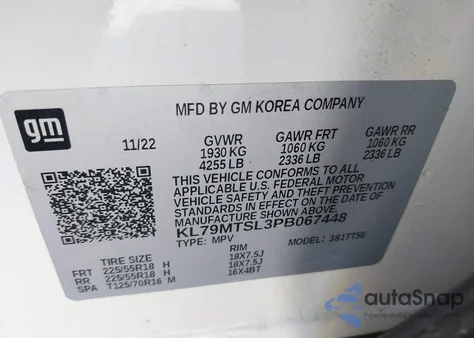 MFD BY GM KOREA COMPANY
gm
11/22 GVWR GAWR FRT GAWR RR
1930 KG 1060 KG 1060 KG
4255 LB 2336 LB 2336 LB
THIS VEHICLE CONFORMS TO ALL
APPLICABLE U.S. FEDERAL MOTOR
VEHICLE SAFETY AND THEFT PREVENTION
STANDARDS IN EFFECT ON THE DATE OF
MANUFACTURE SHOWN ABOVE
KL79MTSL3PB067448
TYPE: MPV MODEL: 381TT56
TIRE SIZE RIM
FRT 225/55R18 H 18X7.5J
RR 225/55R18 H 18X7.5J
SPA T125/70R16 M 16X4BT
autoSnap